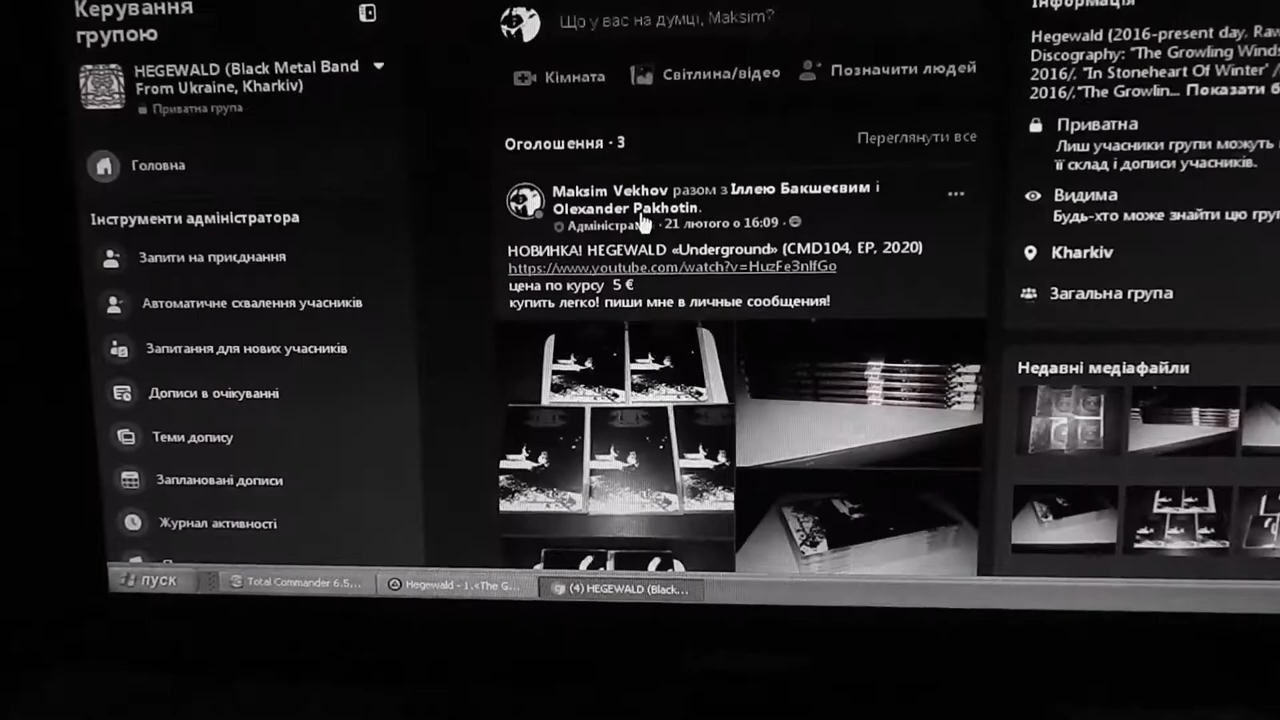 Керування
групою
HEGEWALD (Black Metal Band
From Ukraine, Kharkiv)
Приватна група
Головна
Інструменти адміністратора
Запити на приєднання
Автоматичне схвалення учасників
Запитання для нових учасників
Дописи в очікуванні
Теми допису
Заплановані дописи
Журнал активності
Що у вас на думці, Maksim?
Кімната
Світлина/відео
Позначити людей
Оголошення · 3
Переглянути все
Maksim Vekhov разом з Іллею Бакшеєвим і
Olexander Pakhotin.
· 21 лютого о 16:09 ·
НОВИНКА! HEGEWALD «Underground» (CMD104, EP, 2020)
https://www.youtube.com/watch?v=HuzFe3nlfGo
цена по курсу 5 €
купить легко! пиши мне в личные сообщения!
Інформація
Hegewald (2016-present day, Raw
Discography: "The Growling Winds
2016/, "In Stoneheart Of Winter" /
2016/,"The Growlin... Показати б
Приватна
Лиш учасники групи можуть
її склад і дописи учасників.
Видима
Будь-хто може знайти цю гру
Kharkiv
Загальна група
Недавні медіафайли
пуск
Total Commander 6.5...
Hegewald - 1.<The G...
(4) HEGEWALD (Black...